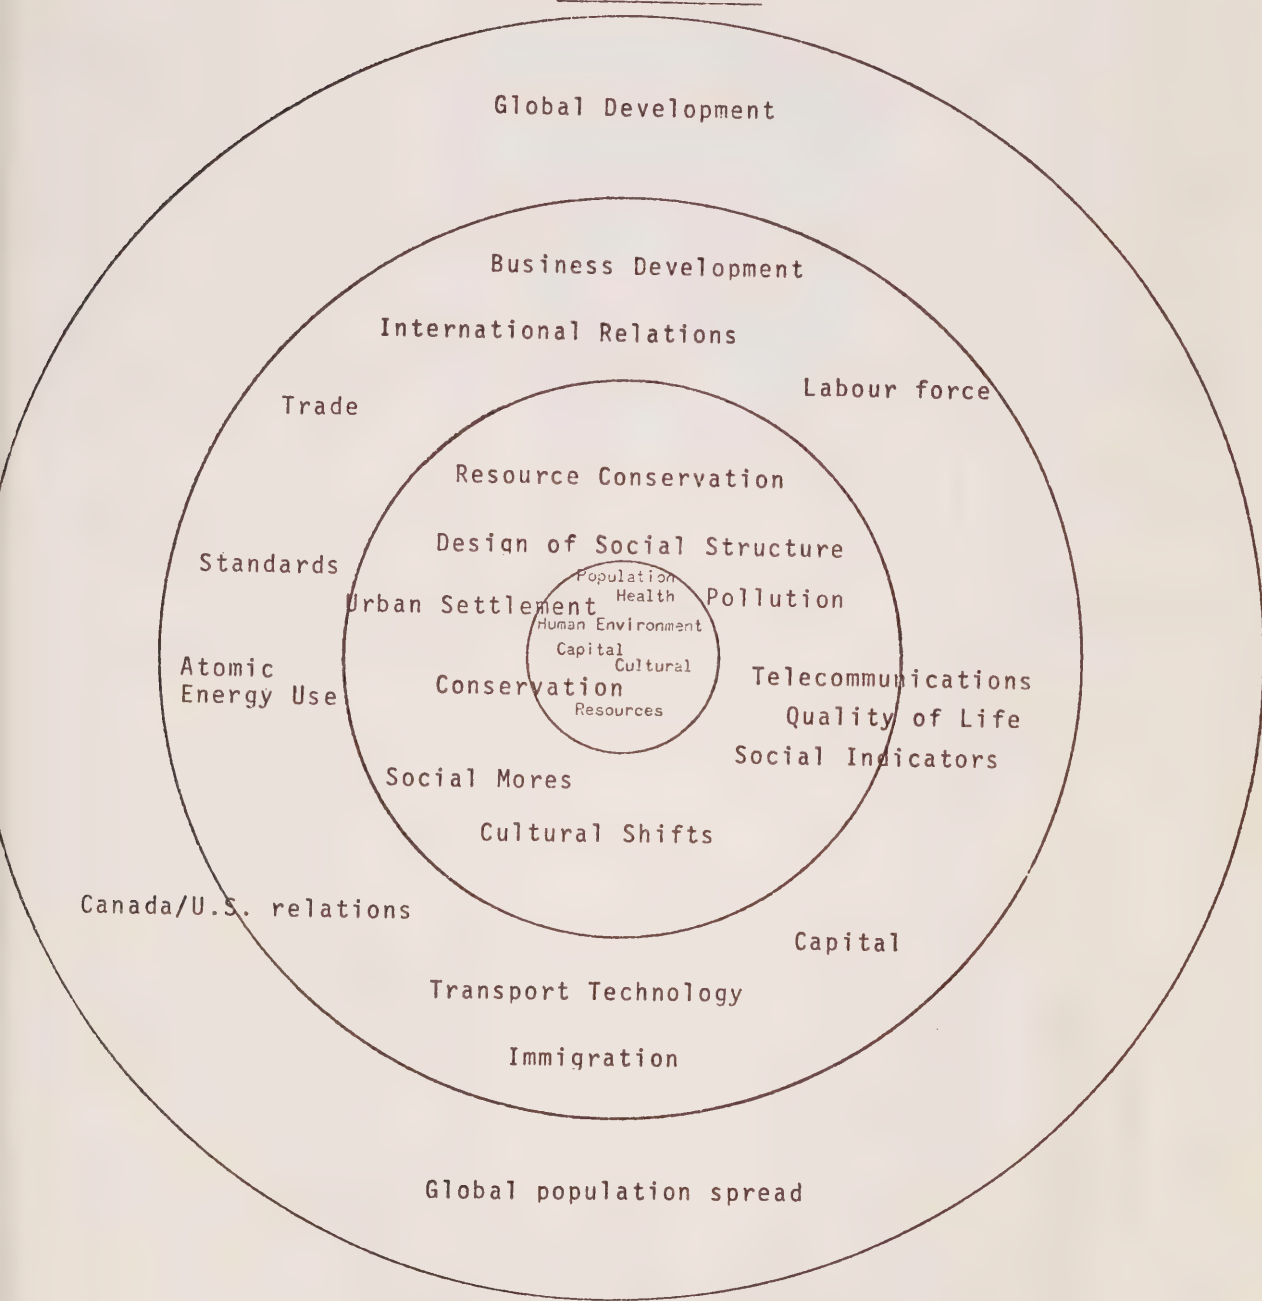 Global Development
Business Development
International Relations
Labour force
Trade
Resource Conservation
Design of Social Structure
Standards
Population
Health
Pollution
Urban Settlement
Human Environment
Capital
Cultural
Atomic
Energy Use
Telecommunications
Conservation
Resources
Quality of Life
Social Indicators
Social Mores
Cultural Shifts
Canada/U.S. relations
Capital
Transport Technology
Immigration
Global population spread